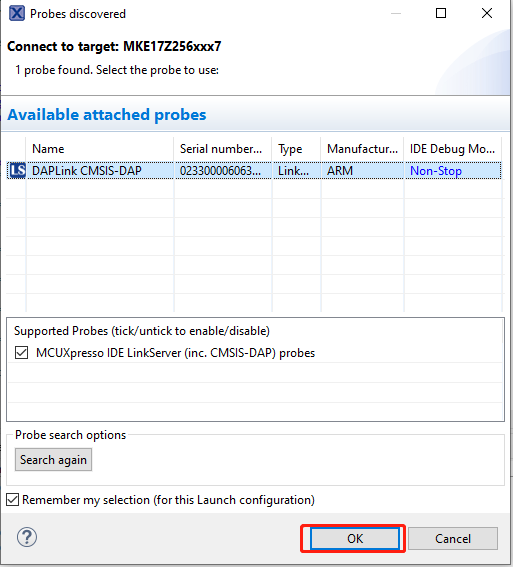 Probes discovered
Connect to target: MKE17Z256xxx7
1 probe found. Select the probe to use:
Available attached probes
Name Serial number... Type Manufactur... IDE Debug Mo...
LS DAPLink CMSIS-DAP 023300006063... Link... ARM Non-Stop
Supported Probes (tick/untick to enable/disable)
MCUXpresso IDE LinkServer (inc. CMSIS-DAP) probes
Probe search options
Search again
Remember my selection (for this Launch configuration)
? OK Cancel